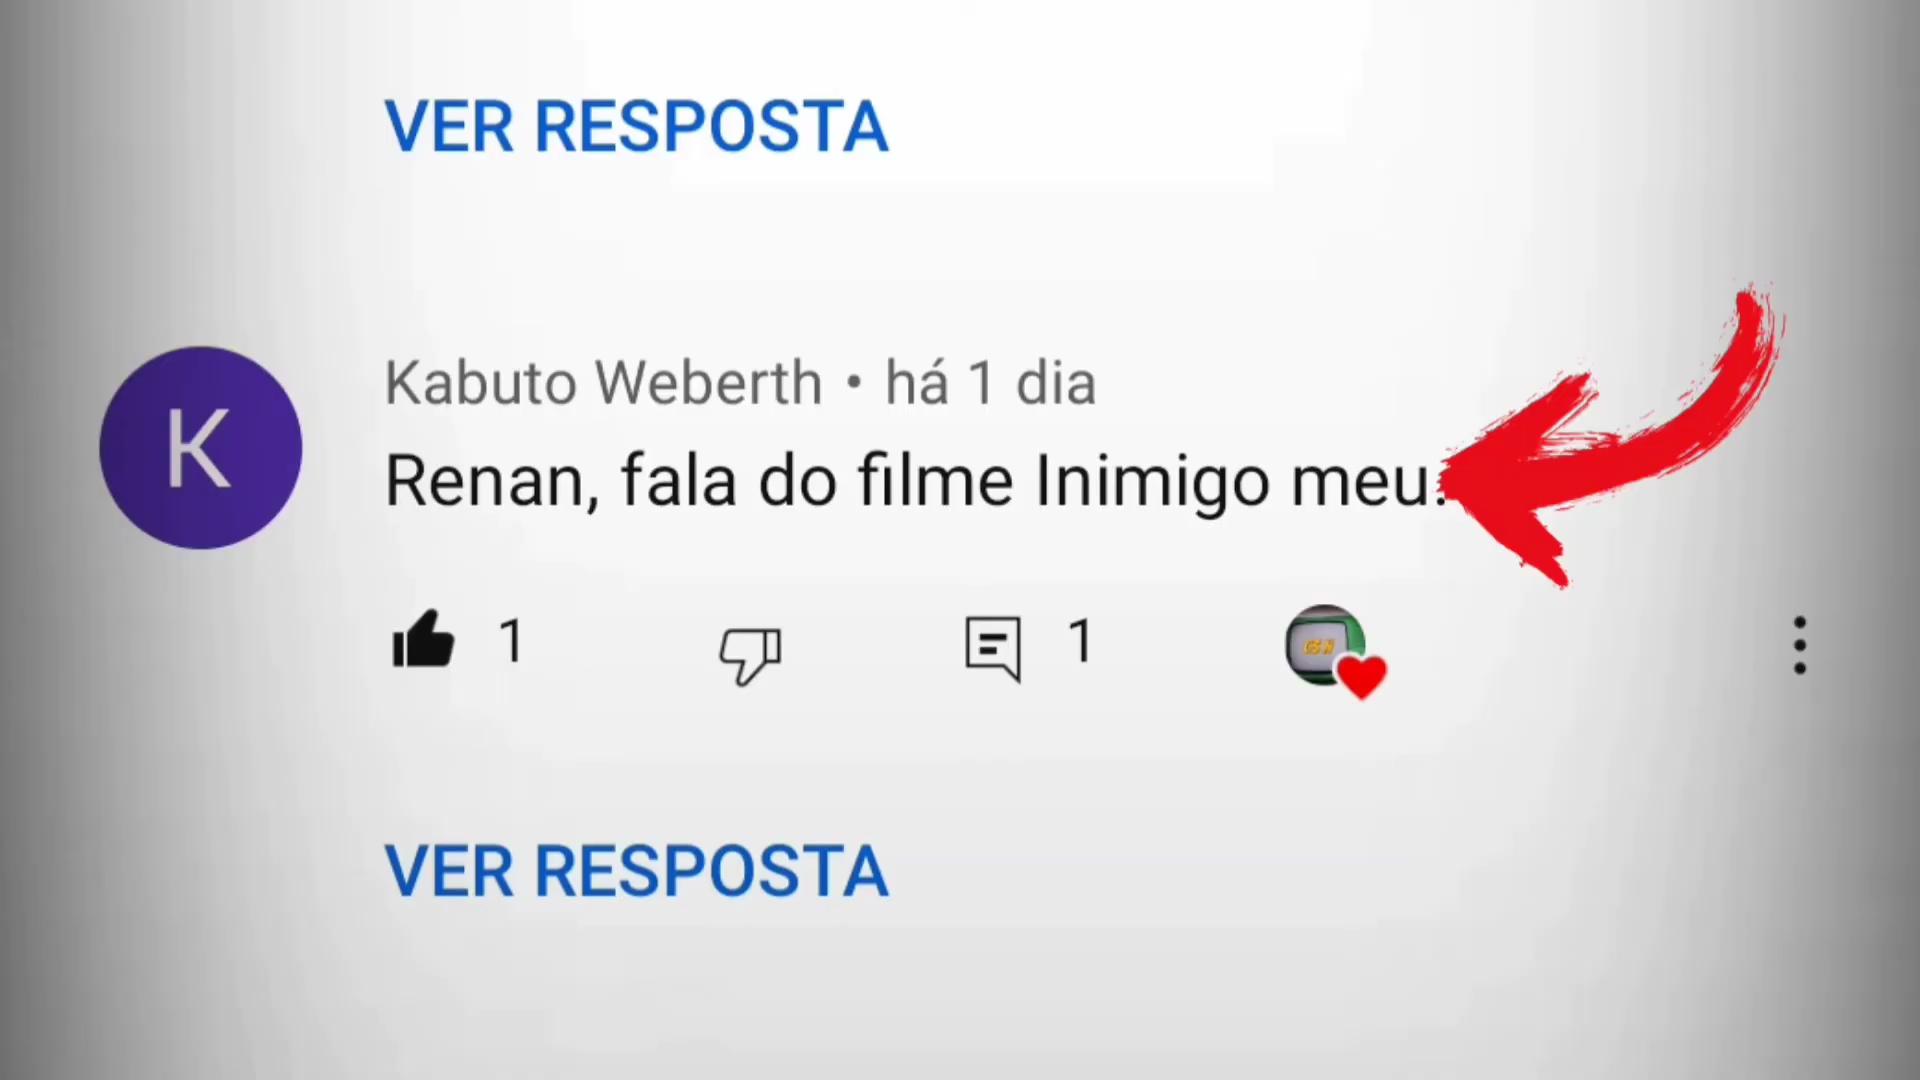 VER RESPOSTA
Kabuto Weberth • há 1 dia
K
Renan, fala do filme Inimigo meu.
1
1
VER RESPOSTA